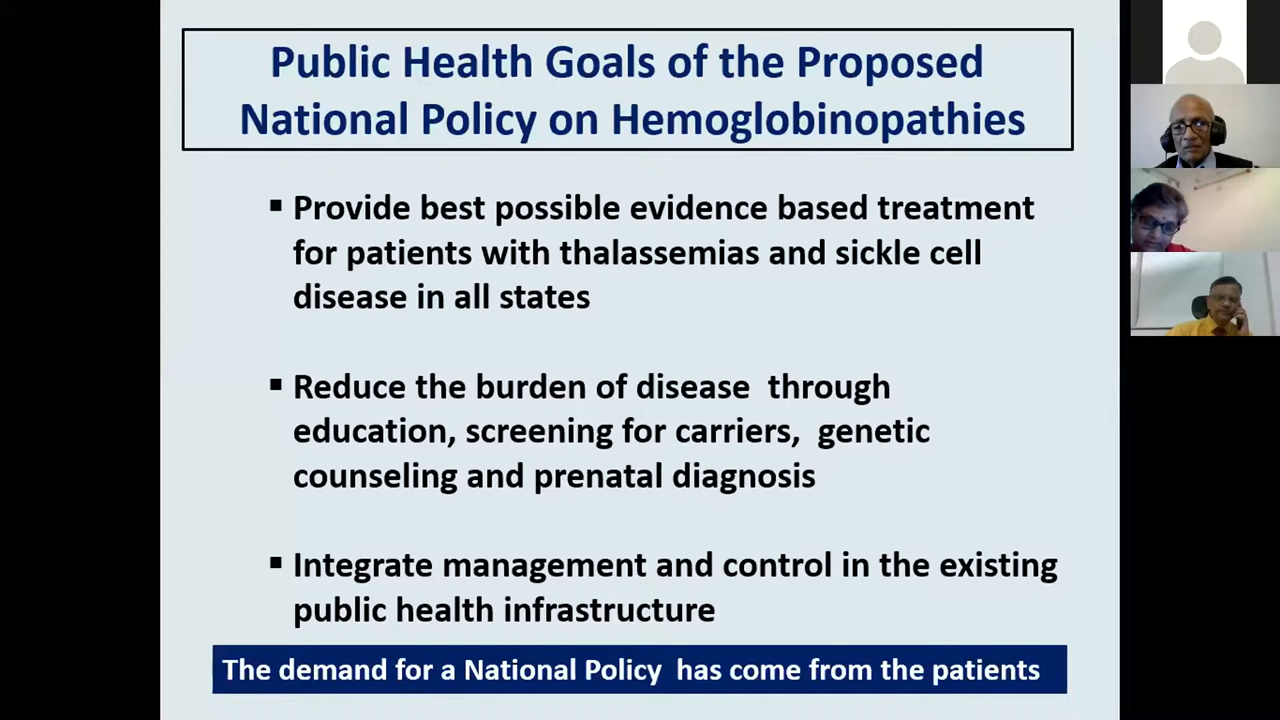 Public Health Goals of the Proposed
National Policy on Hemoglobinopathies
▪ Provide best possible evidence based treatment
for patients with thalassemias and sickle cell
disease in all states
▪ Reduce the burden of disease through
education, screening for carriers, genetic
counseling and prenatal diagnosis
▪ Integrate management and control in the existing
public health infrastructure
The demand for a National Policy has come from the patients